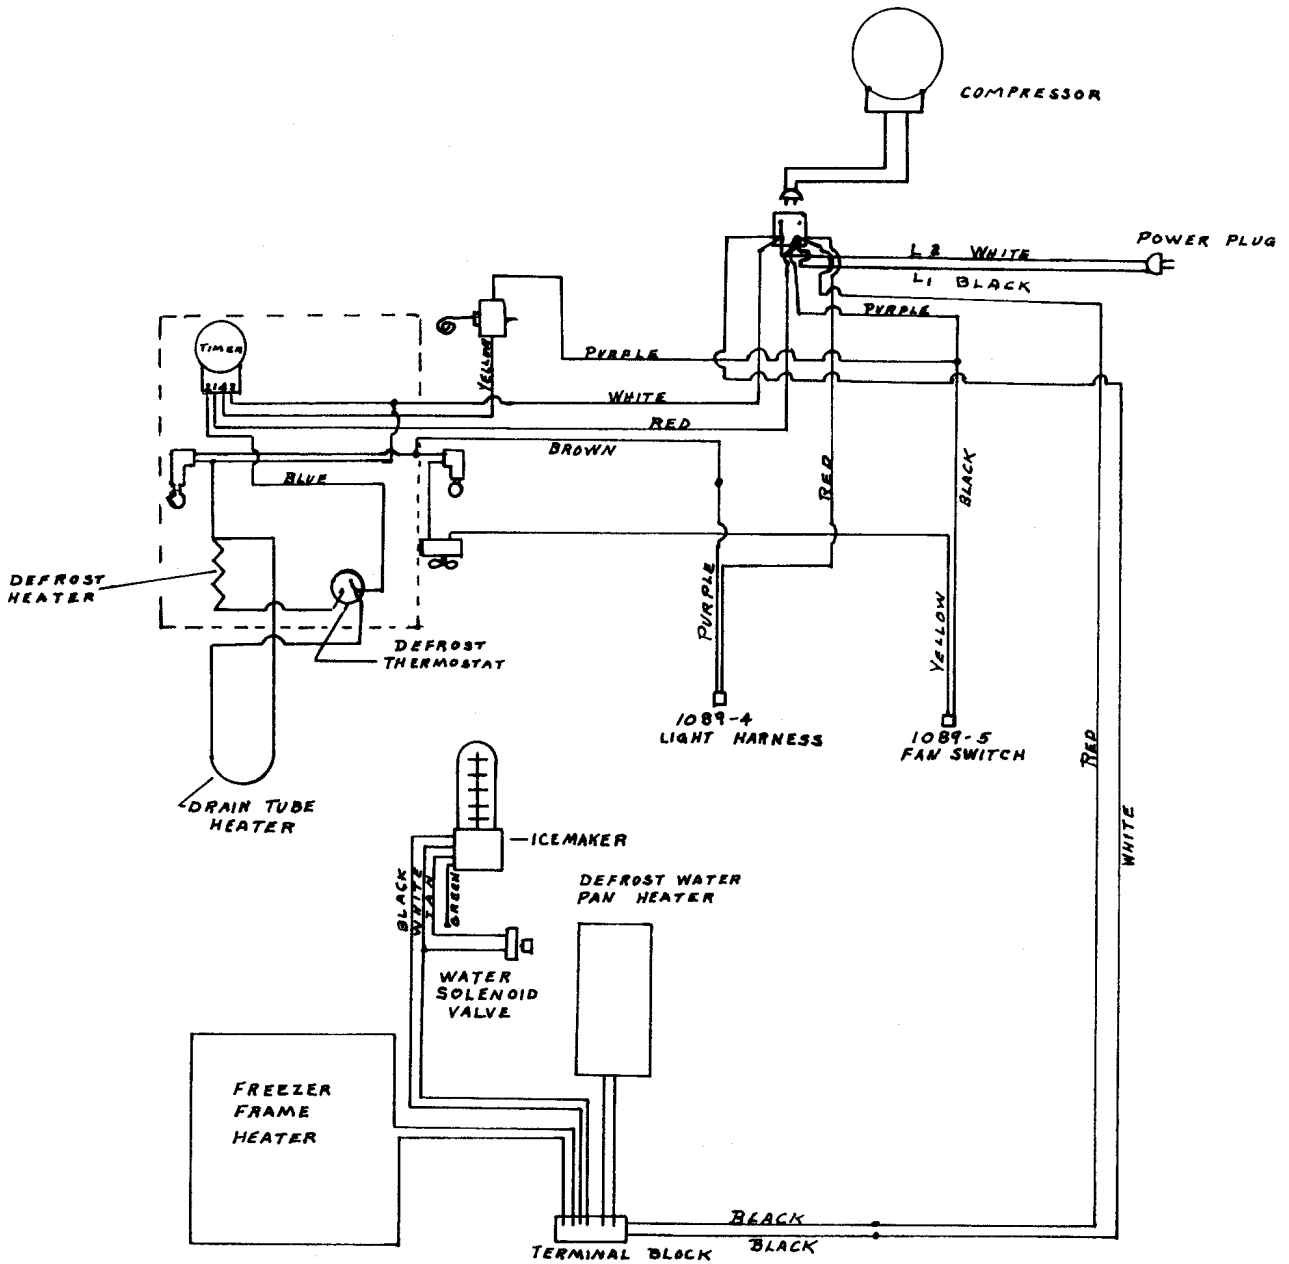 COMPRESSOR
POWER PLUG
L2 WHITE
L1 BLACK
PURPLE
TIMER
YELLOW
PURPLE
WHITE
RED
BROWN
BLUE
RED
BLACK
DEFROST
HEATER
DEFROST
THERMOSTAT
PURPLE
YELLOW
1089-4
LIGHT HARNESS
1089-5
FAN SWITCH
RED
WHITE
DRAIN TUBE
HEATER
ICEMAKER
BLACK
WHITE
TAN
GREEN
DEFROST WATER
PAN HEATER
WATER
SOLENOID
VALVE
FREEZER
FRAME
HEATER
BLACK
BLACK
TERMINAL BLOCK